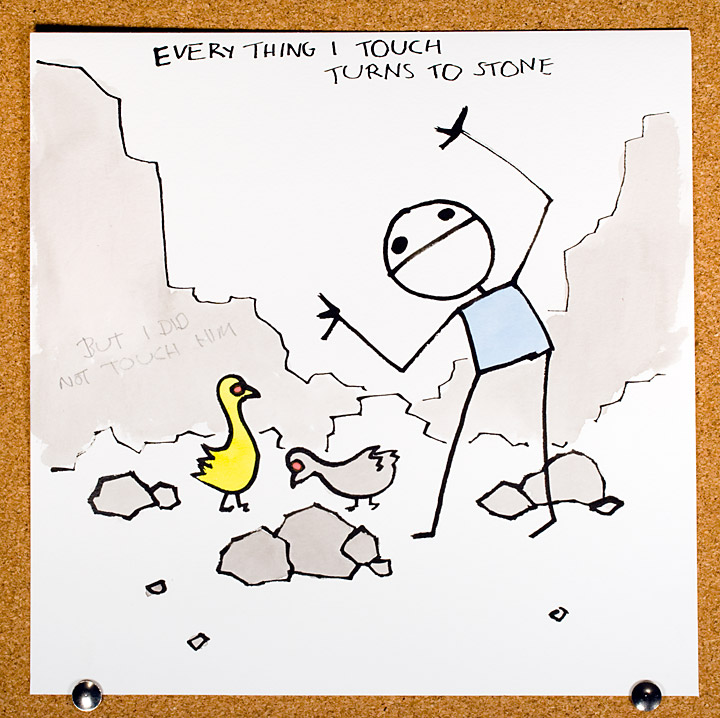 EVERY THING I TOUCH
TURNS TO STONE
BUT I DID
NOT TOUCH HIM